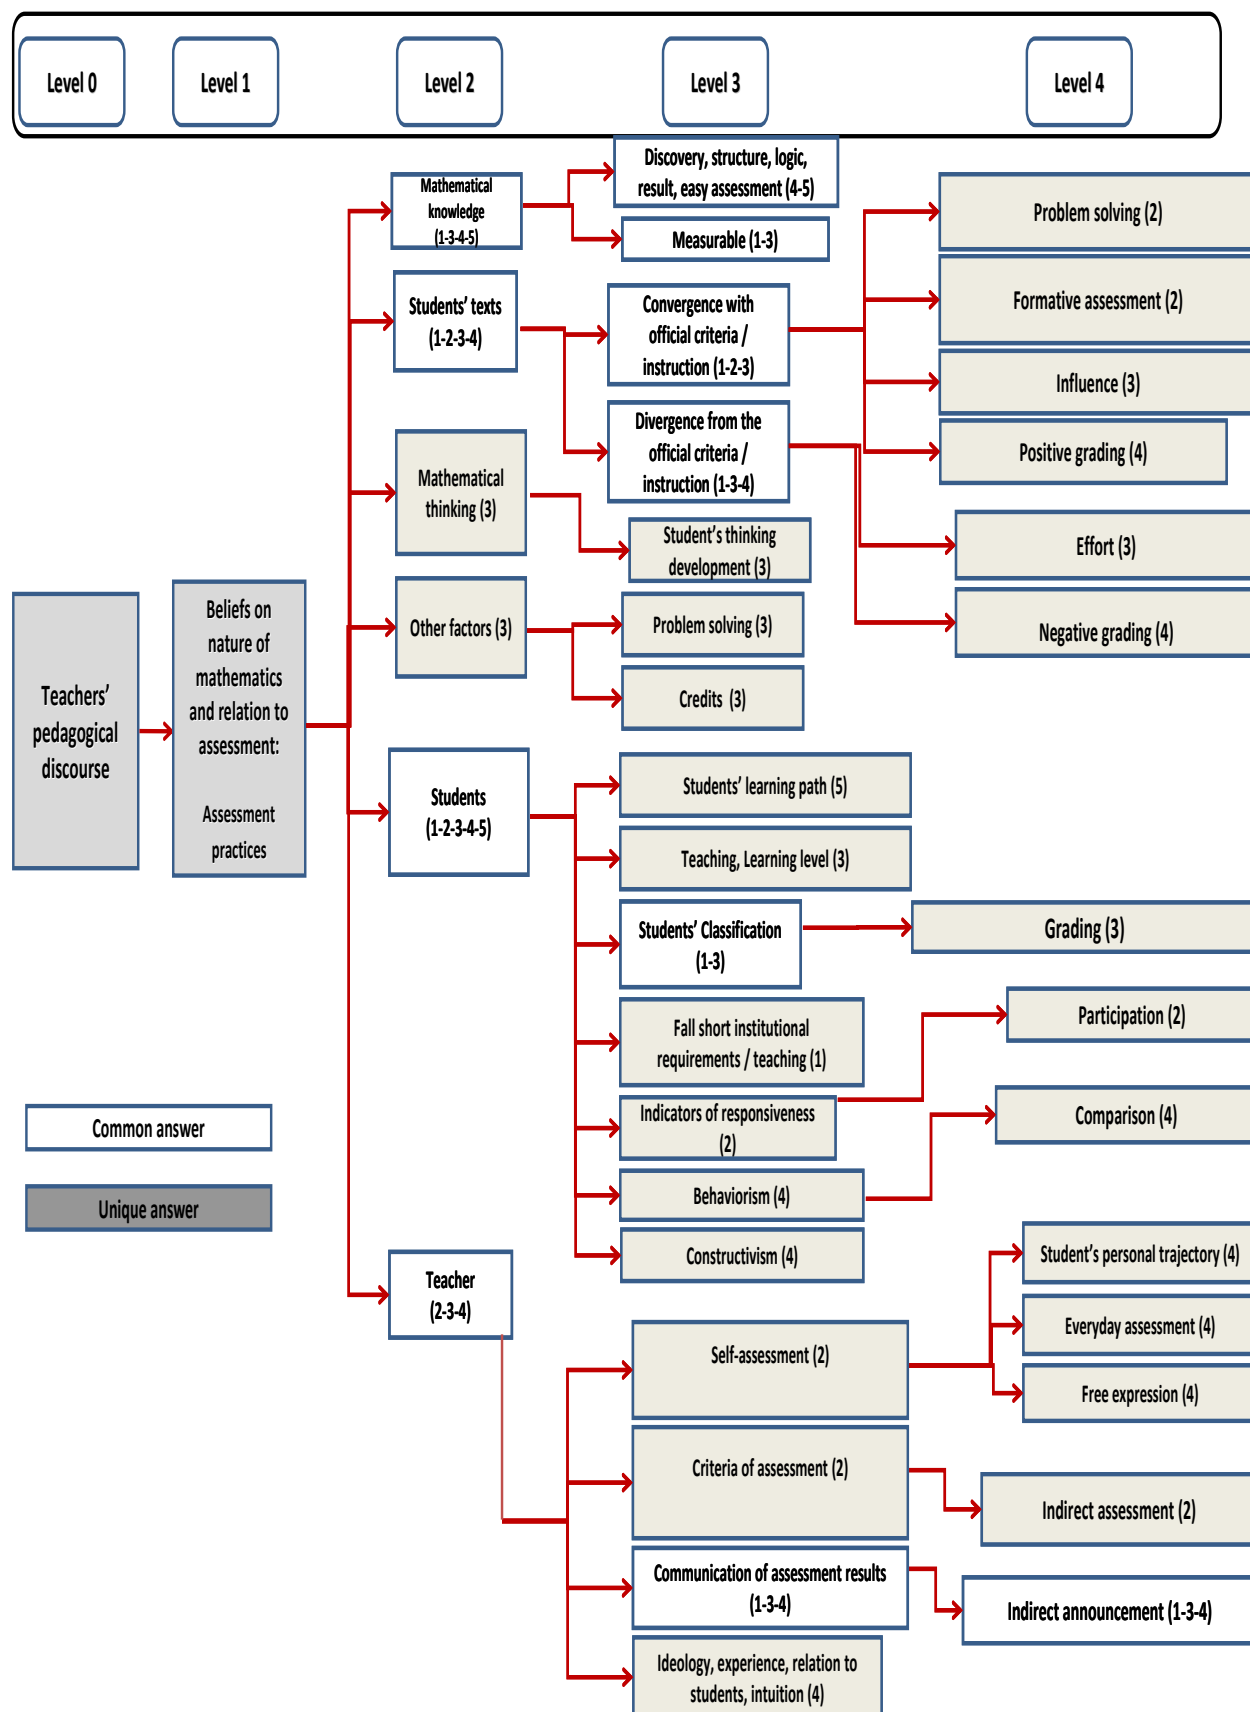 Level 0
Level 1
Level 2
Level 3
Level 4
Mathematical
knowledge
(1-3-4-5)
Discovery, structure, logic,
result, easy assessment (4-5)
Measurable (1-3)
Students’ texts
(1-2-3-4)
Convergence with
official criteria /
instruction (1-2-3)
Problem solving (2)
Formative assessment (2)
Influence (3)
Positive grading (4)
Divergence from the
official criteria /
instruction (1-3-4)
Effort (3)
Negative grading (4)
Mathematical
thinking (3)
Student’s thinking
development (3)
Other factors (3)
Problem solving (3)
Credits (3)
Teachers’
pedagogical
discourse
Beliefs on
nature of
mathematics
and relation to
assessment:
Assessment
practices
Students
(1-2-3-4-5)
Students’ learning path (5)
Teaching, Learning level (3)
Students’ Classification
(1-3)
Grading (3)
Fall short institutional
requirements / teaching (1)
Indicators of responsiveness
(2)
Participation (2)
Behaviorism (4)
Comparison (4)
Constructivism (4)
Common answer
Unique answer
Teacher
(2-3-4)
Self-assessment (2)
Student’s personal trajectory (4)
Everyday assessment (4)
Free expression (4)
Criteria of assessment (2)
Indirect assessment (2)
Communication of assessment results
(1-3-4)
Indirect announcement (1-3-4)
Ideology, experience, relation to
students, intuition (4)